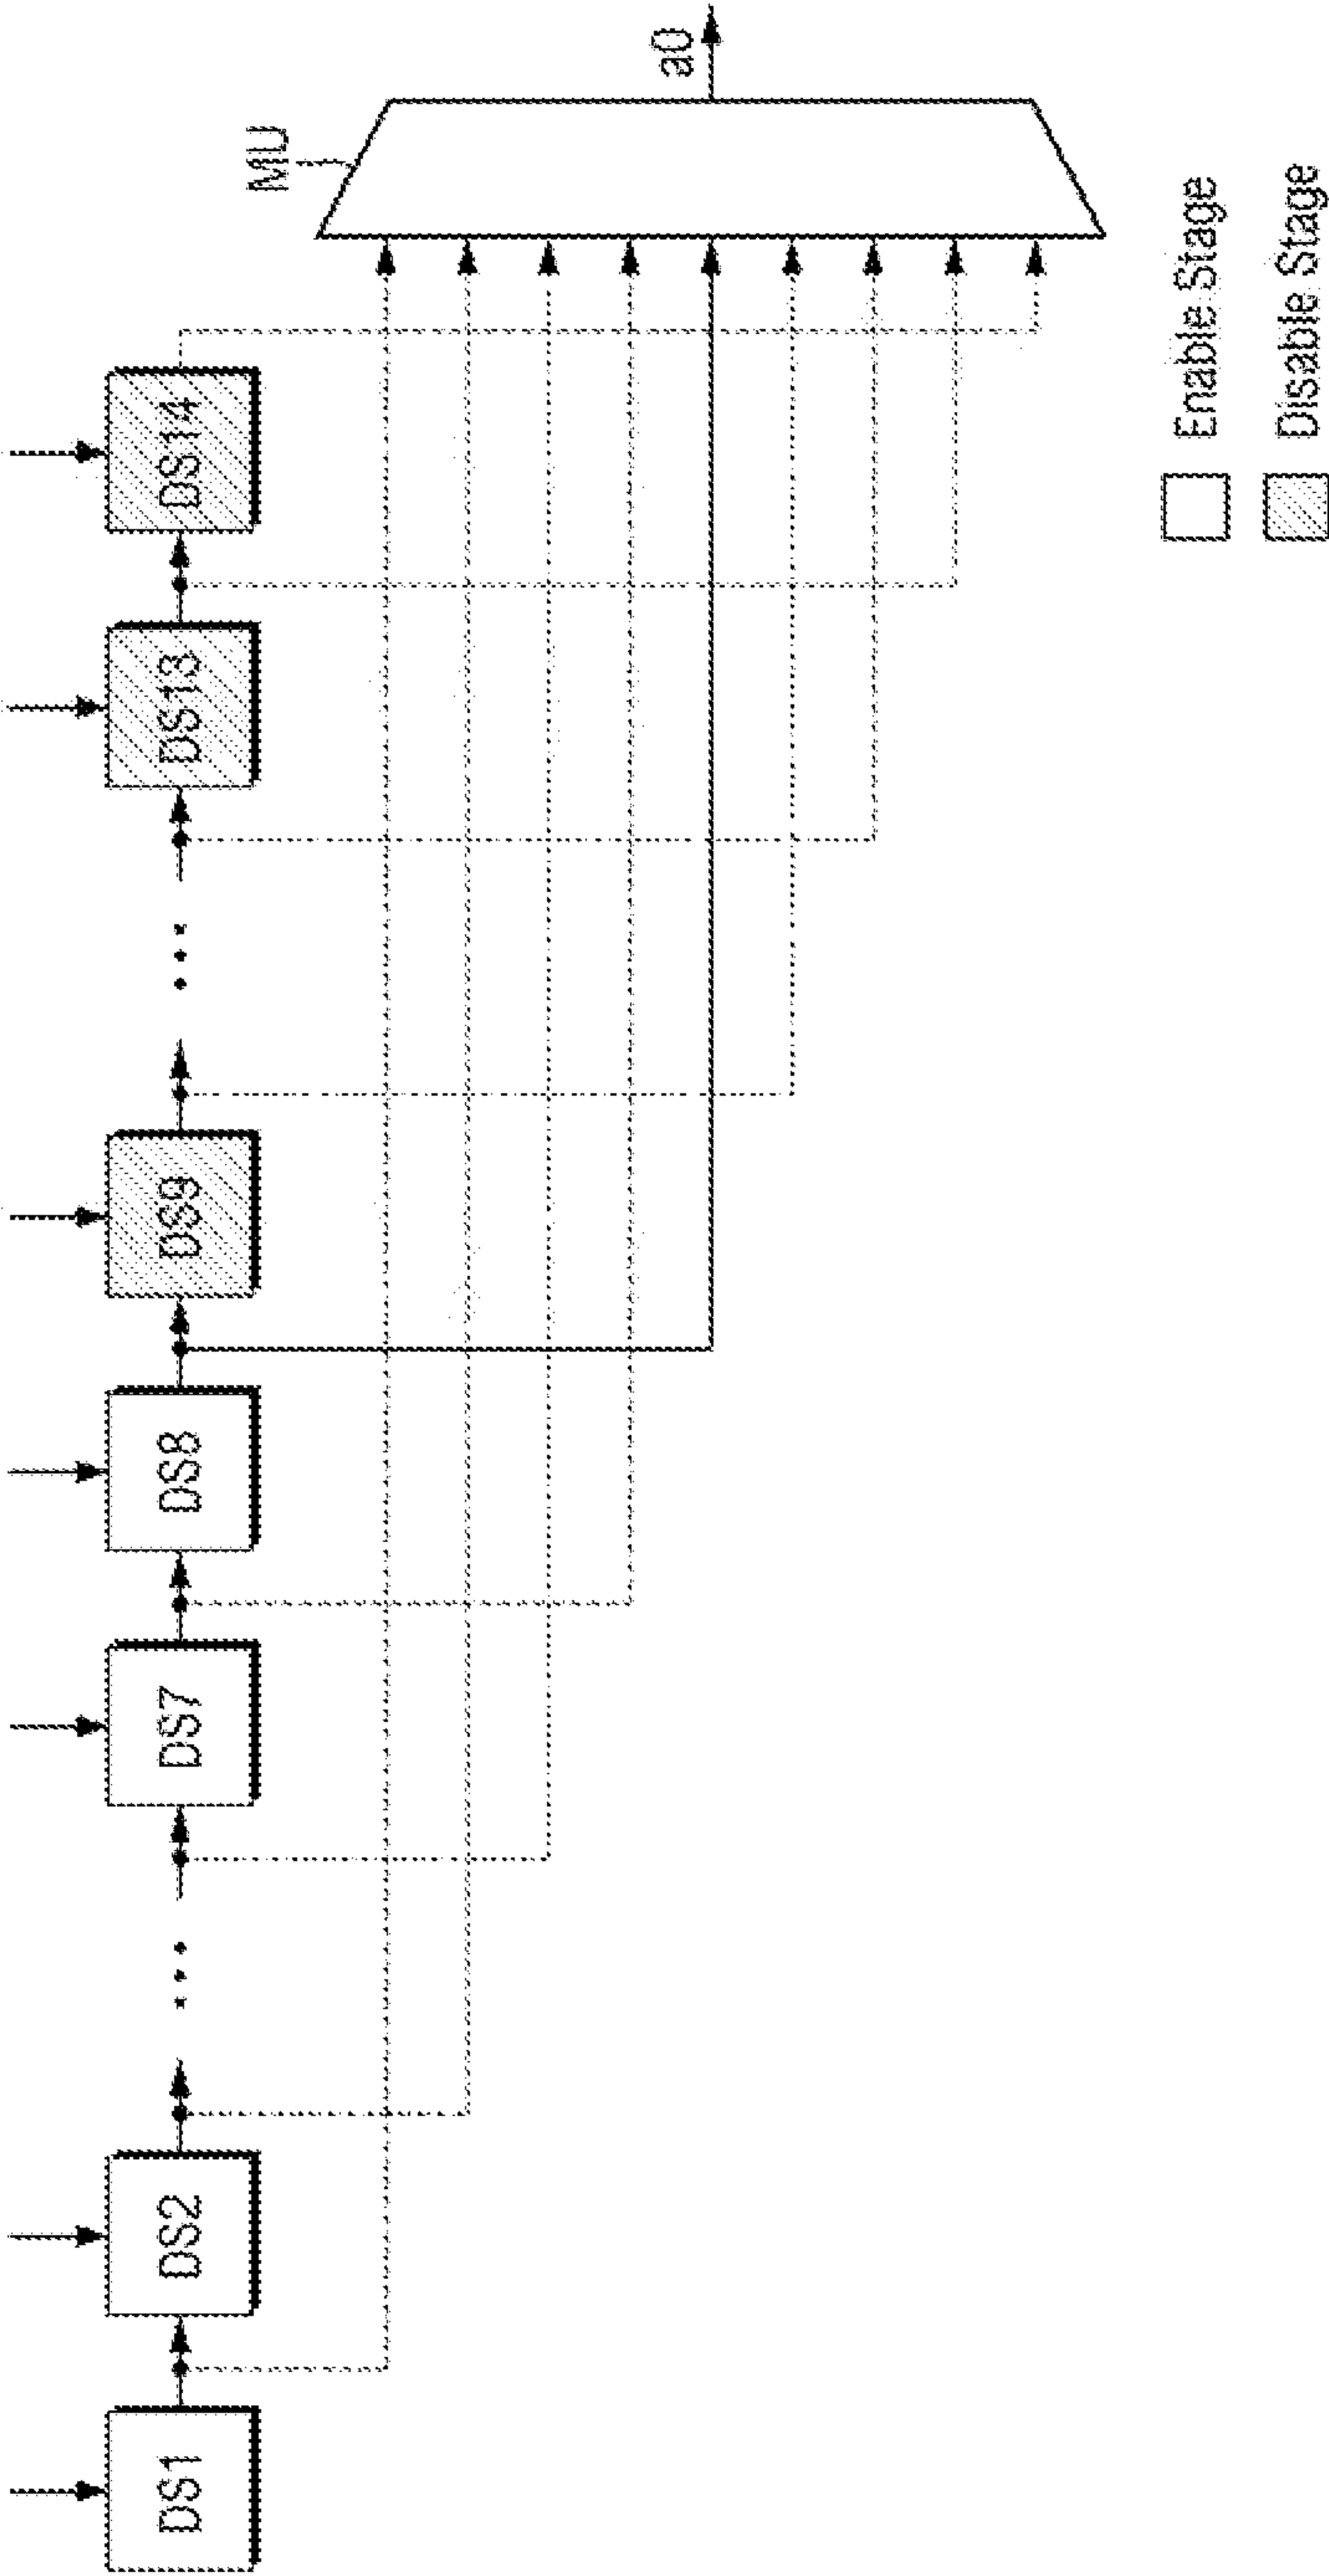 DS1
DS2
...
DS7
DS8
DS9
...
DS13
DS14
MU
a0
Enable Stage
Disable Stage